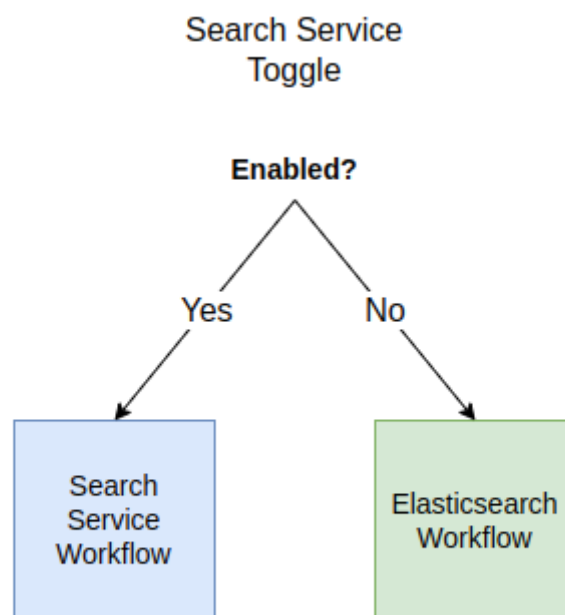 Search Service
Toggle
Enabled?
Yes
No
Search
Service
Workflow
Elasticsearch
Workflow